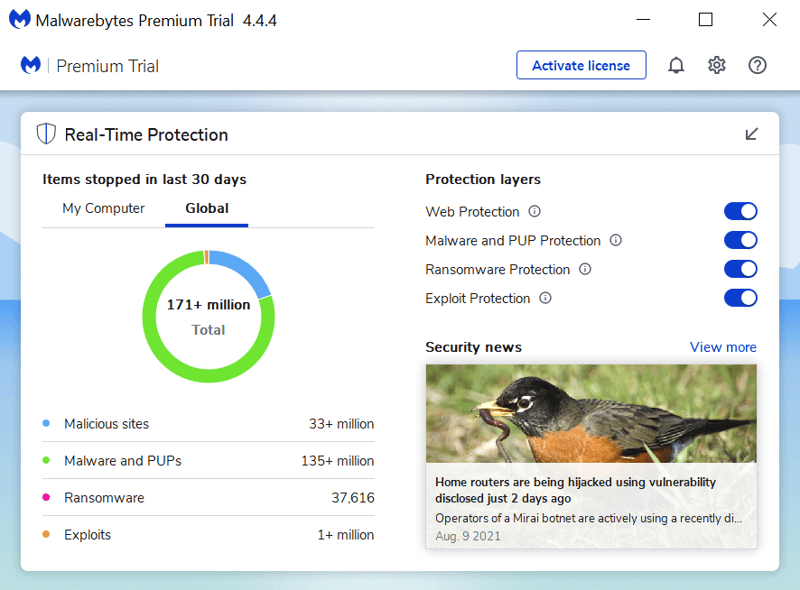 Malwarebytes Premium Trial 4.4.4
Premium Trial
Activate license
Real-Time Protection
Items stopped in last 30 days
My Computer
Global
171+ million
Total
Malicious sites
33+ million
Malware and PUPs
135+ million
Ransomware
37,616
Exploits
1+ million
Protection layers
Web Protection
Malware and PUP Protection
Ransomware Protection
Exploit Protection
Security news
View more
Home routers are being hijacked using vulnerability
disclosed just 2 days ago
Operators of a Mirai botnet are actively using a recently di...
Aug. 9 2021